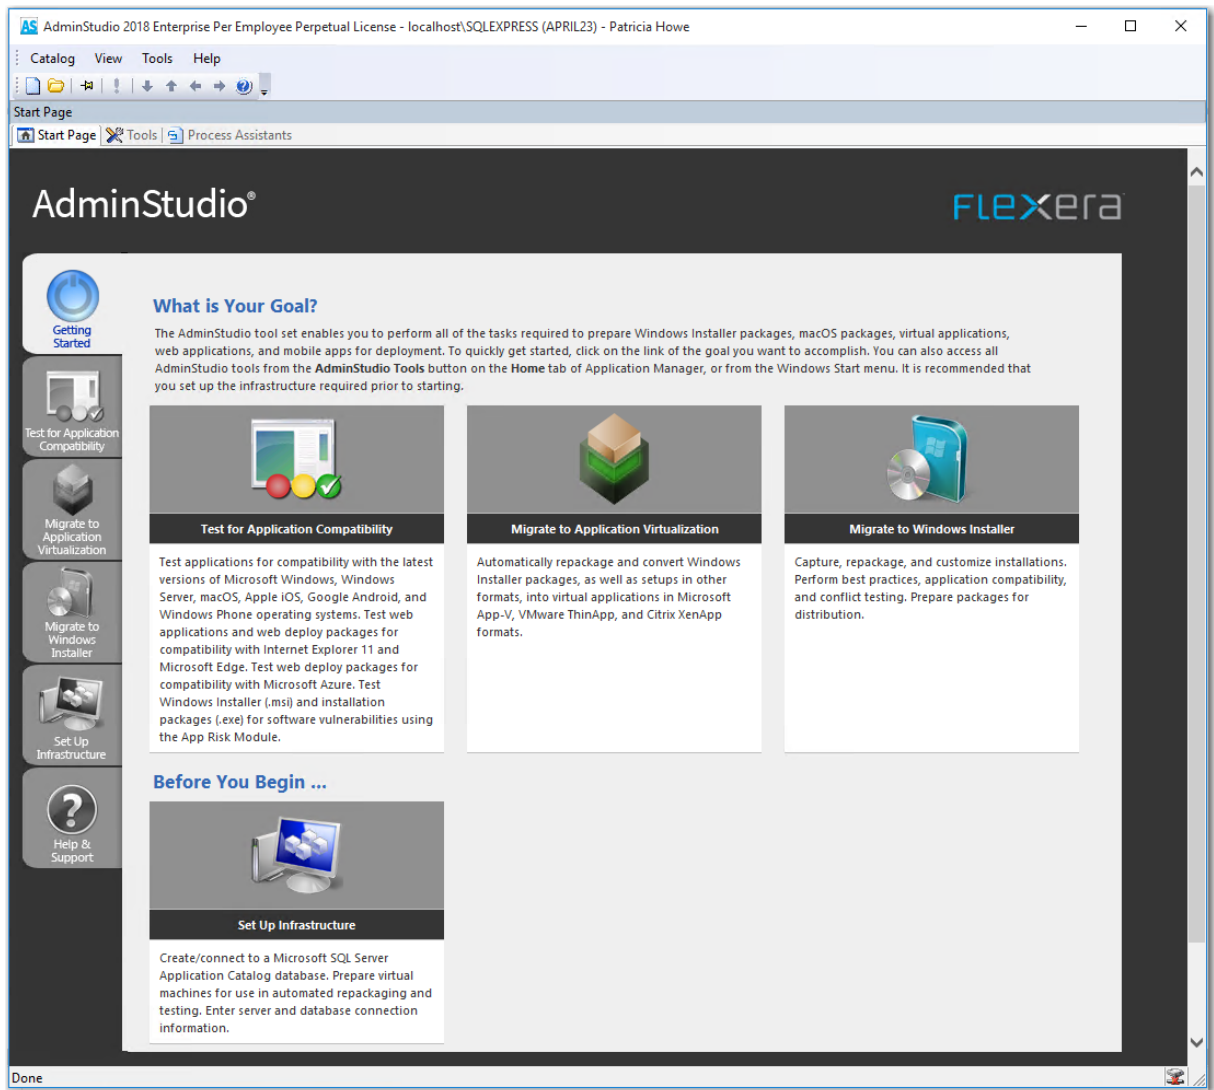 AS AdminStudio 2018 Enterprise Per Employee Perpetual License - localhost\SQLEXPRESS (APRIL23) - Patricia Howe
Catalog View Tools Help
Start Page
Start Page Tools Process Assistants
AdminStudio®
FLEXera
Getting
Started
Test for Application
Compatibility
Migrate to
Application
Virtualization
Migrate to
Windows
Installer
Set Up
Infrastructure
Help &
Support
What is Your Goal?
The AdminStudio tool set enables you to perform all of the tasks required to prepare Windows Installer packages, macOS packages, virtual applications,
web applications, and mobile apps for deployment. To quickly get started, click on the link of the goal you want to accomplish. You can also access all
AdminStudio tools from the AdminStudio Tools button on the Home tab of Application Manager, or from the Windows Start menu. It is recommended that
you set up the infrastructure required prior to starting.
Test for Application Compatibility
Test applications for compatibility with the latest
versions of Microsoft Windows, Windows
Server, macOS, Apple iOS, Google Android, and
Windows Phone operating systems. Test web
applications and web deploy packages for
compatibility with Internet Explorer 11 and
Microsoft Edge. Test web deploy packages for
compatibility with Microsoft Azure. Test
Windows Installer (.msi) and installation
packages (.exe) for software vulnerabilities using
the App Risk Module.
Migrate to Application Virtualization
Automatically repackage and convert Windows
Installer packages, as well as setups in other
formats, into virtual applications in Microsoft
App-V, VMware ThinApp, and Citrix XenApp
formats.
Migrate to Windows Installer
Capture, repackage, and customize installations.
Perform best practices, application compatibility,
and conflict testing. Prepare packages for
distribution.
Before You Begin ...
Set Up Infrastructure
Create/connect to a Microsoft SQL Server
Application Catalog database. Prepare virtual
machines for use in automated repackaging and
testing. Enter server and database connection
information.
Done